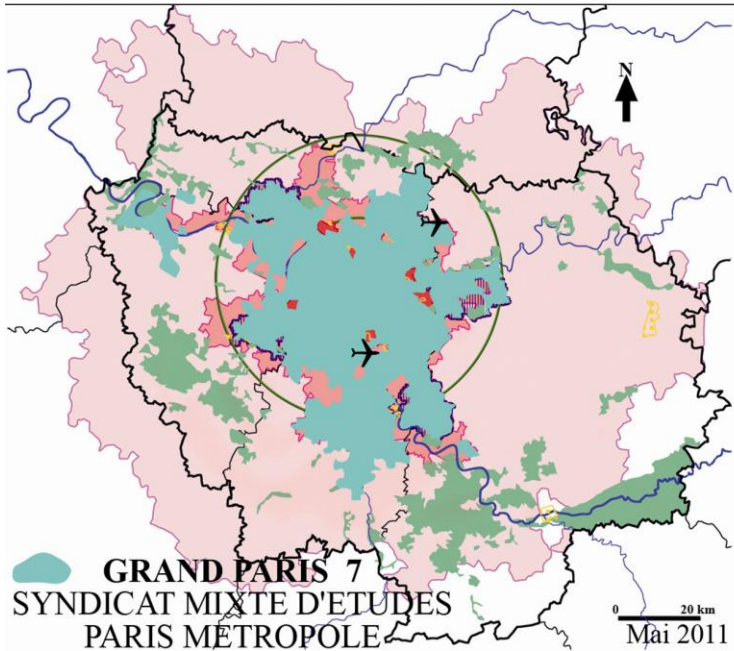 N
GRAND PARIS 7
SYNDICAT MIXTE D'ETUDES
PARIS METROPOLE
0 20 km
Mai 2011